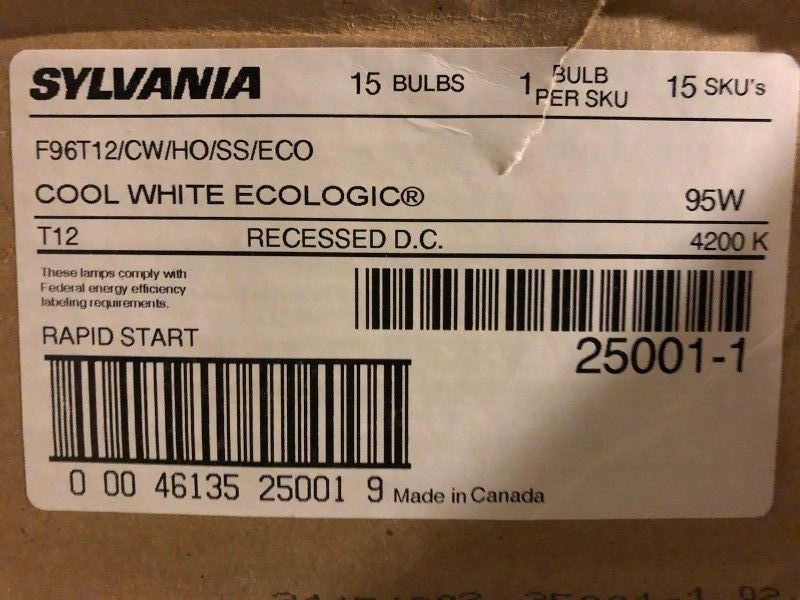 SYLVANIA 15 BULBS 1 BULB PER SKU 15 SKU's
F96T12/CW/HO/SS/ECO
COOL WHITE ECOLOGIC® 95W
T12 RECESSED D.C. 4200 K
These lamps comply with
Federal energy efficiency
labeling requirements.
RAPID START
25001-1
0 00 46135 25001 9 Made in Canada